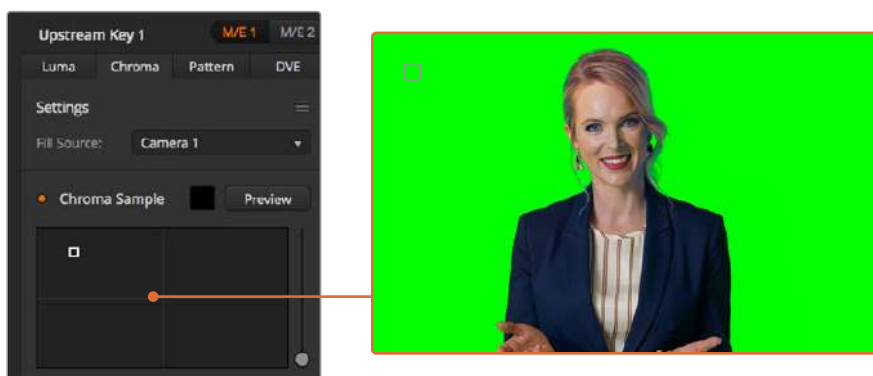 Upstream Key 1 M/E 1 M/E 2
Luma Chroma Pattern DVE
Settings
Fill Source: Camera 1
Chroma Sample Preview